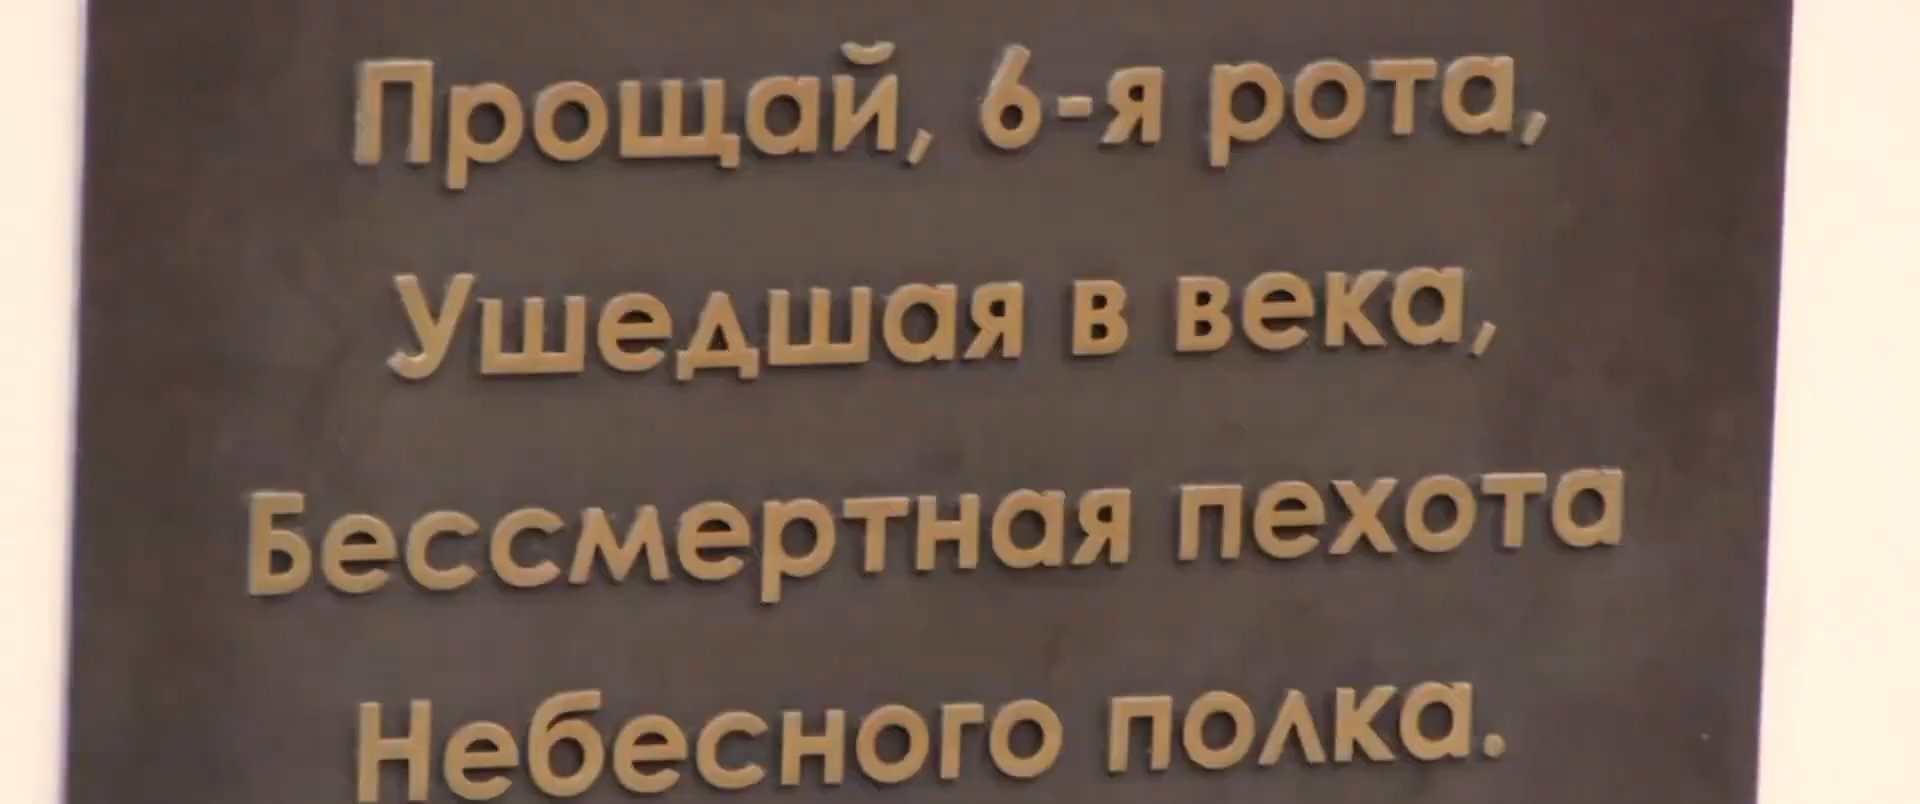 Прощай, 6-я рота,
Ушедшая в века,
Бессмертная пехота
Небесного полка.